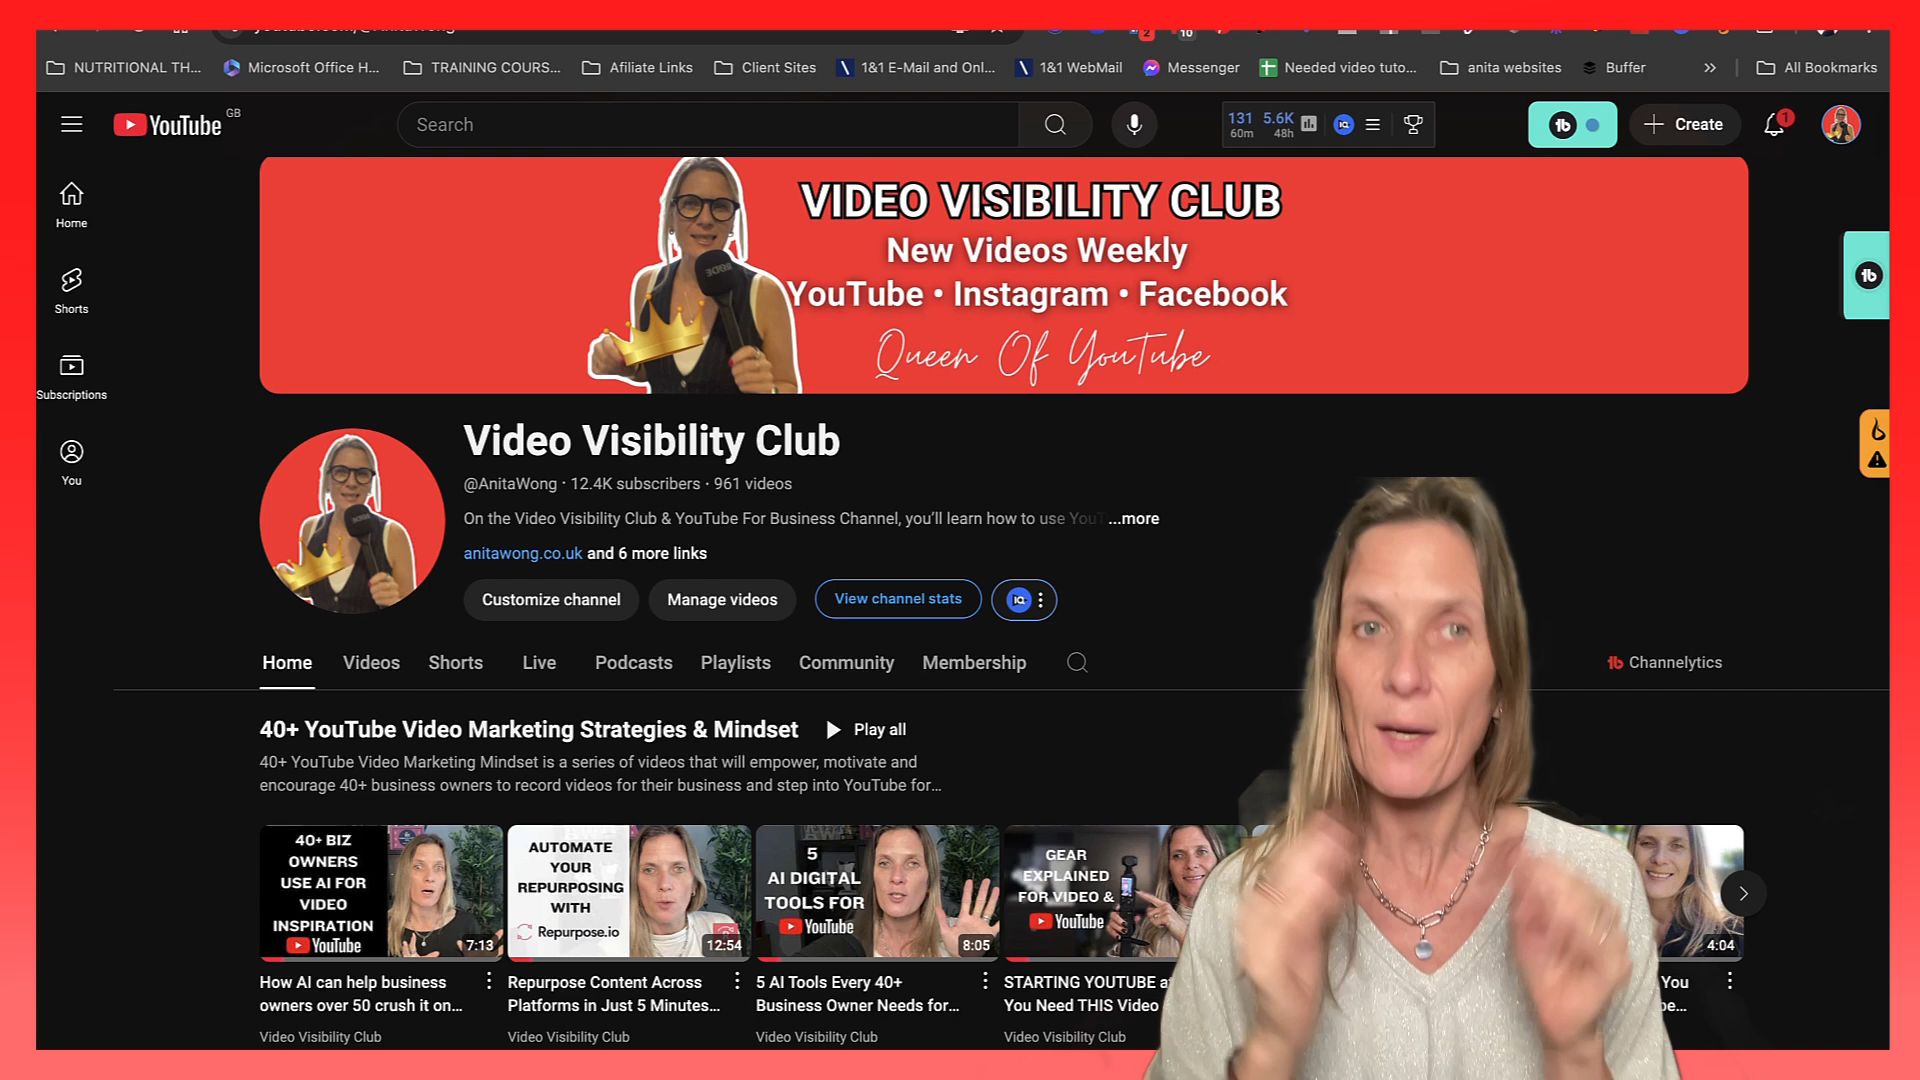 NUTRITIONAL TH...
Microsoft Office H...
TRAINING COURS...
Afiliate Links
Client Sites
1&1 E-Mail and Onl...
1&1 WebMail
Messenger
Needed video tuto...
anita websites
Buffer
All Bookmarks
YouTube GB
Search
131 60m
5.6K 48h
Create
1
Home
Shorts
Subscriptions
You
VIDEO VISIBILITY CLUB
New Videos Weekly
YouTube • Instagram • Facebook
Queen Of YouTube
Video Visibility Club
@AnitaWong · 12.4K subscribers · 961 videos
On the Video Visibility Club & YouTube For Business Channel, you'll learn how to use YouT ...more
anitawong.co.uk and 6 more links
Customize channel
Manage videos
View channel stats
Home
Videos
Shorts
Live
Podcasts
Playlists
Community
Membership
Channelytics
40+ YouTube Video Marketing Strategies & Mindset
Play all
40+ YouTube Video Marketing Mindset is a series of videos that will empower, motivate and
encourage 40+ business owners to record videos for their business and step into YouTube for...
40+ BIZ
OWNERS
USE AI FOR
VIDEO
INSPIRATION
YouTube
7:13
AUTOMATE
YOUR
REPURPOSING
WITH
Repurpose.io
12:54
5
AI DIGITAL
TOOLS FOR
YouTube
8:05
GEAR
EXPLAINED
FOR VIDEO &
YouTube
4:04
How AI can help business
owners over 50 crush it on...
Video Visibility Club
Repurpose Content Across
Platforms in Just 5 Minutes...
Video Visibility Club
5 AI Tools Every 40+
Business Owner Needs for...
Video Visibility Club
STARTING YOUTUBE
You Need THIS Video
Video Visibility Club
You